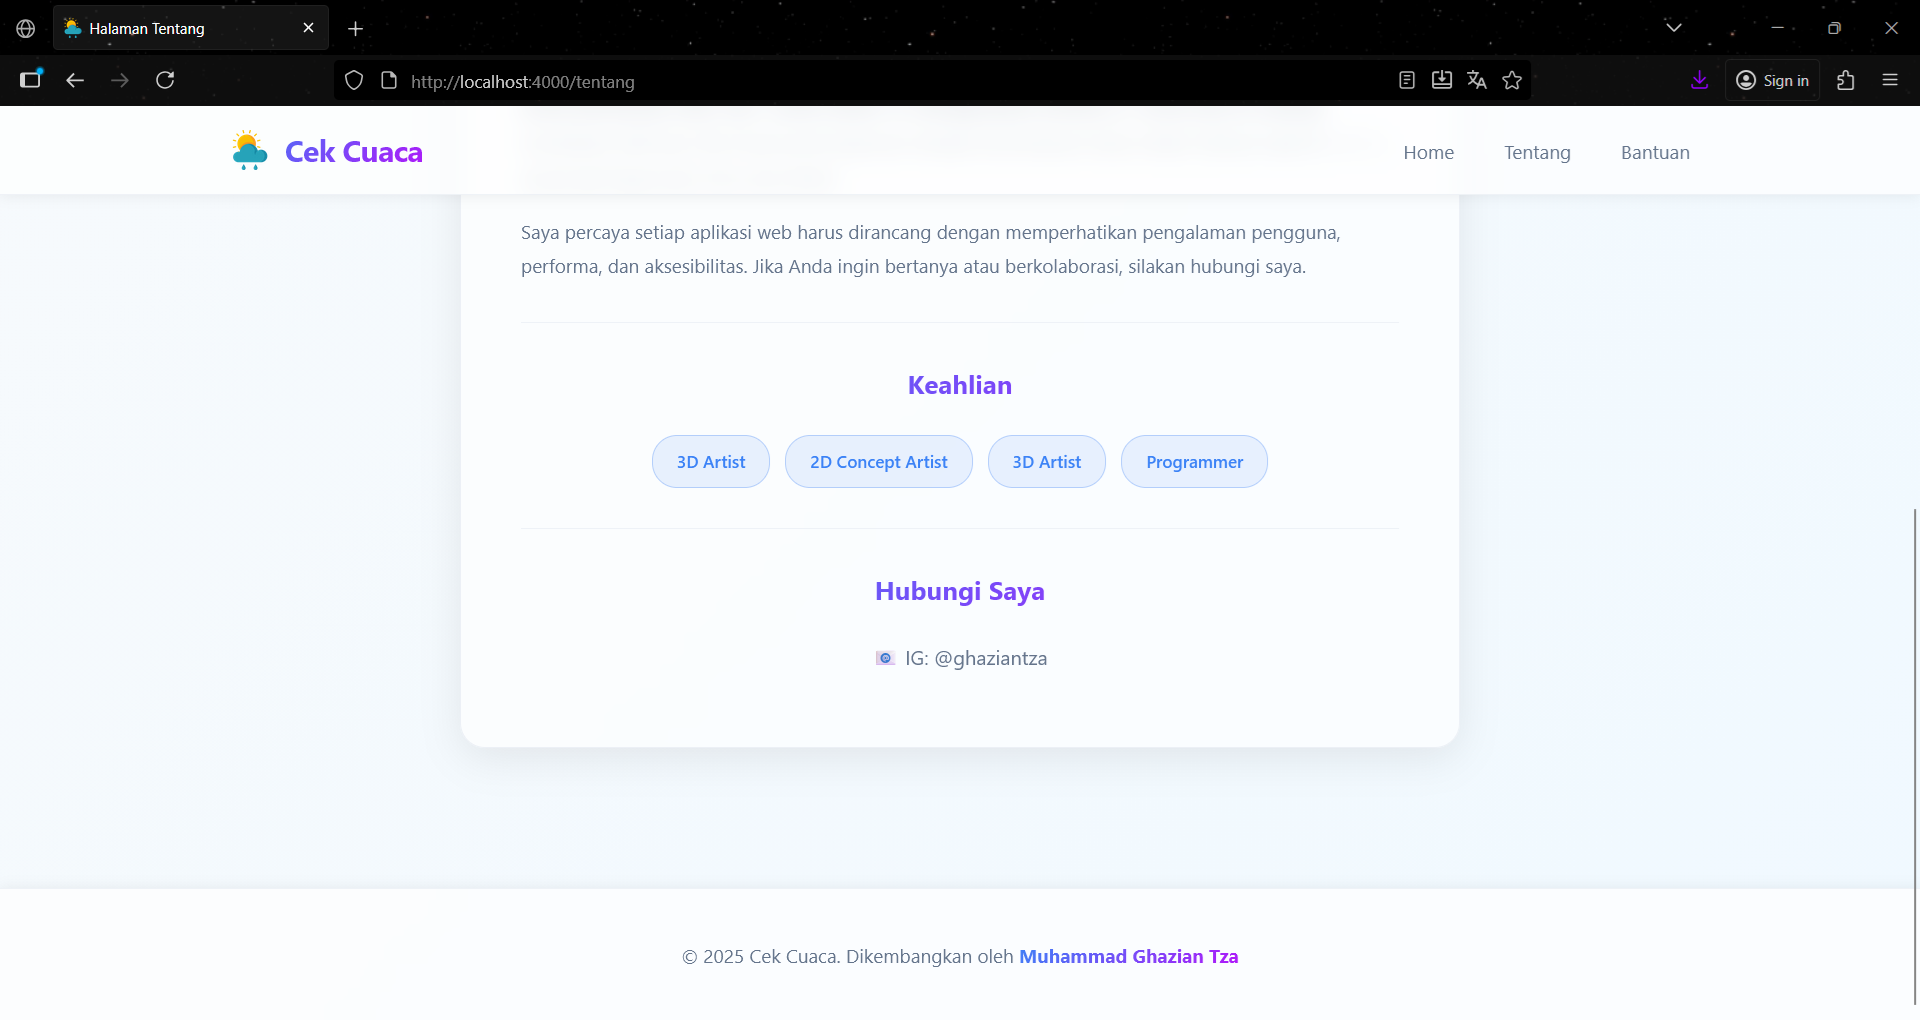 Halaman Tentang
http://localhost:4000/tentang
Sign in
Cek Cuaca
Home
Tentang
Bantuan
Saya percaya setiap aplikasi web harus dirancang dengan memperhatikan pengalaman pengguna,
performa, dan aksesibilitas. Jika Anda ingin bertanya atau berkolaborasi, silakan hubungi saya.
Keahlian
3D Artist
2D Concept Artist
3D Artist
Programmer
Hubungi Saya
📧 IG: @ghaziantza
© 2025 Cek Cuaca. Dikembangkan oleh Muhammad Ghazian Tza